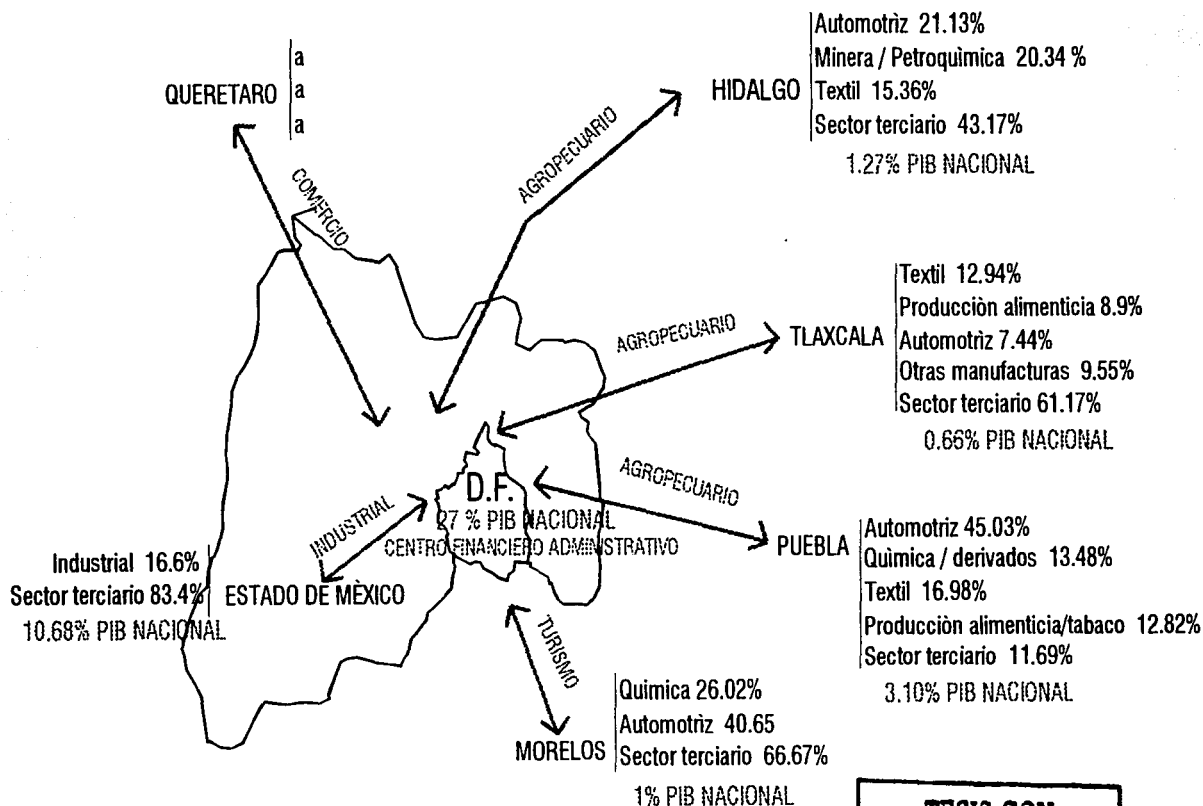 Automotrìz 21.13%
Minera / Petroquìmica 20.34 %
HIDALGO
Textil 15.36%
Sector terciario 43.17%
1.27% PIB NACIONAL
QUERETARO
a
a
a
COMERCIO
AGROPECUARIO
Textil 12.94%
Producciòn alimenticia 8.9%
TLAXCALA
Automotrìz 7.44%
Otras manufacturas 9.55%
Sector terciario 61.17%
0.66% PIB NACIONAL
AGROPECUARIO
AGROPECUARIO
D.F.
27 % PIB NACIONAL
CENTRO FINANCIERO ADMINISTRATIVO
INDUSTRIAL
Industrial 16.6%
Sector terciario 83.4%
ESTADO DE MÈXICO
10.68% PIB NACIONAL
PUEBLA
Automotriz 45.03%
Quìmica / derivados 13.48%
Textil 16.98%
Producciòn alimenticia/tabaco 12.82%
Sector terciario 11.69%
3.10% PIB NACIONAL
TURISMO
MORELOS
Quimica 26.02%
Automotrìz 40.65
Sector terciario 66.67%
1% PIB NACIONAL
TESIS CON